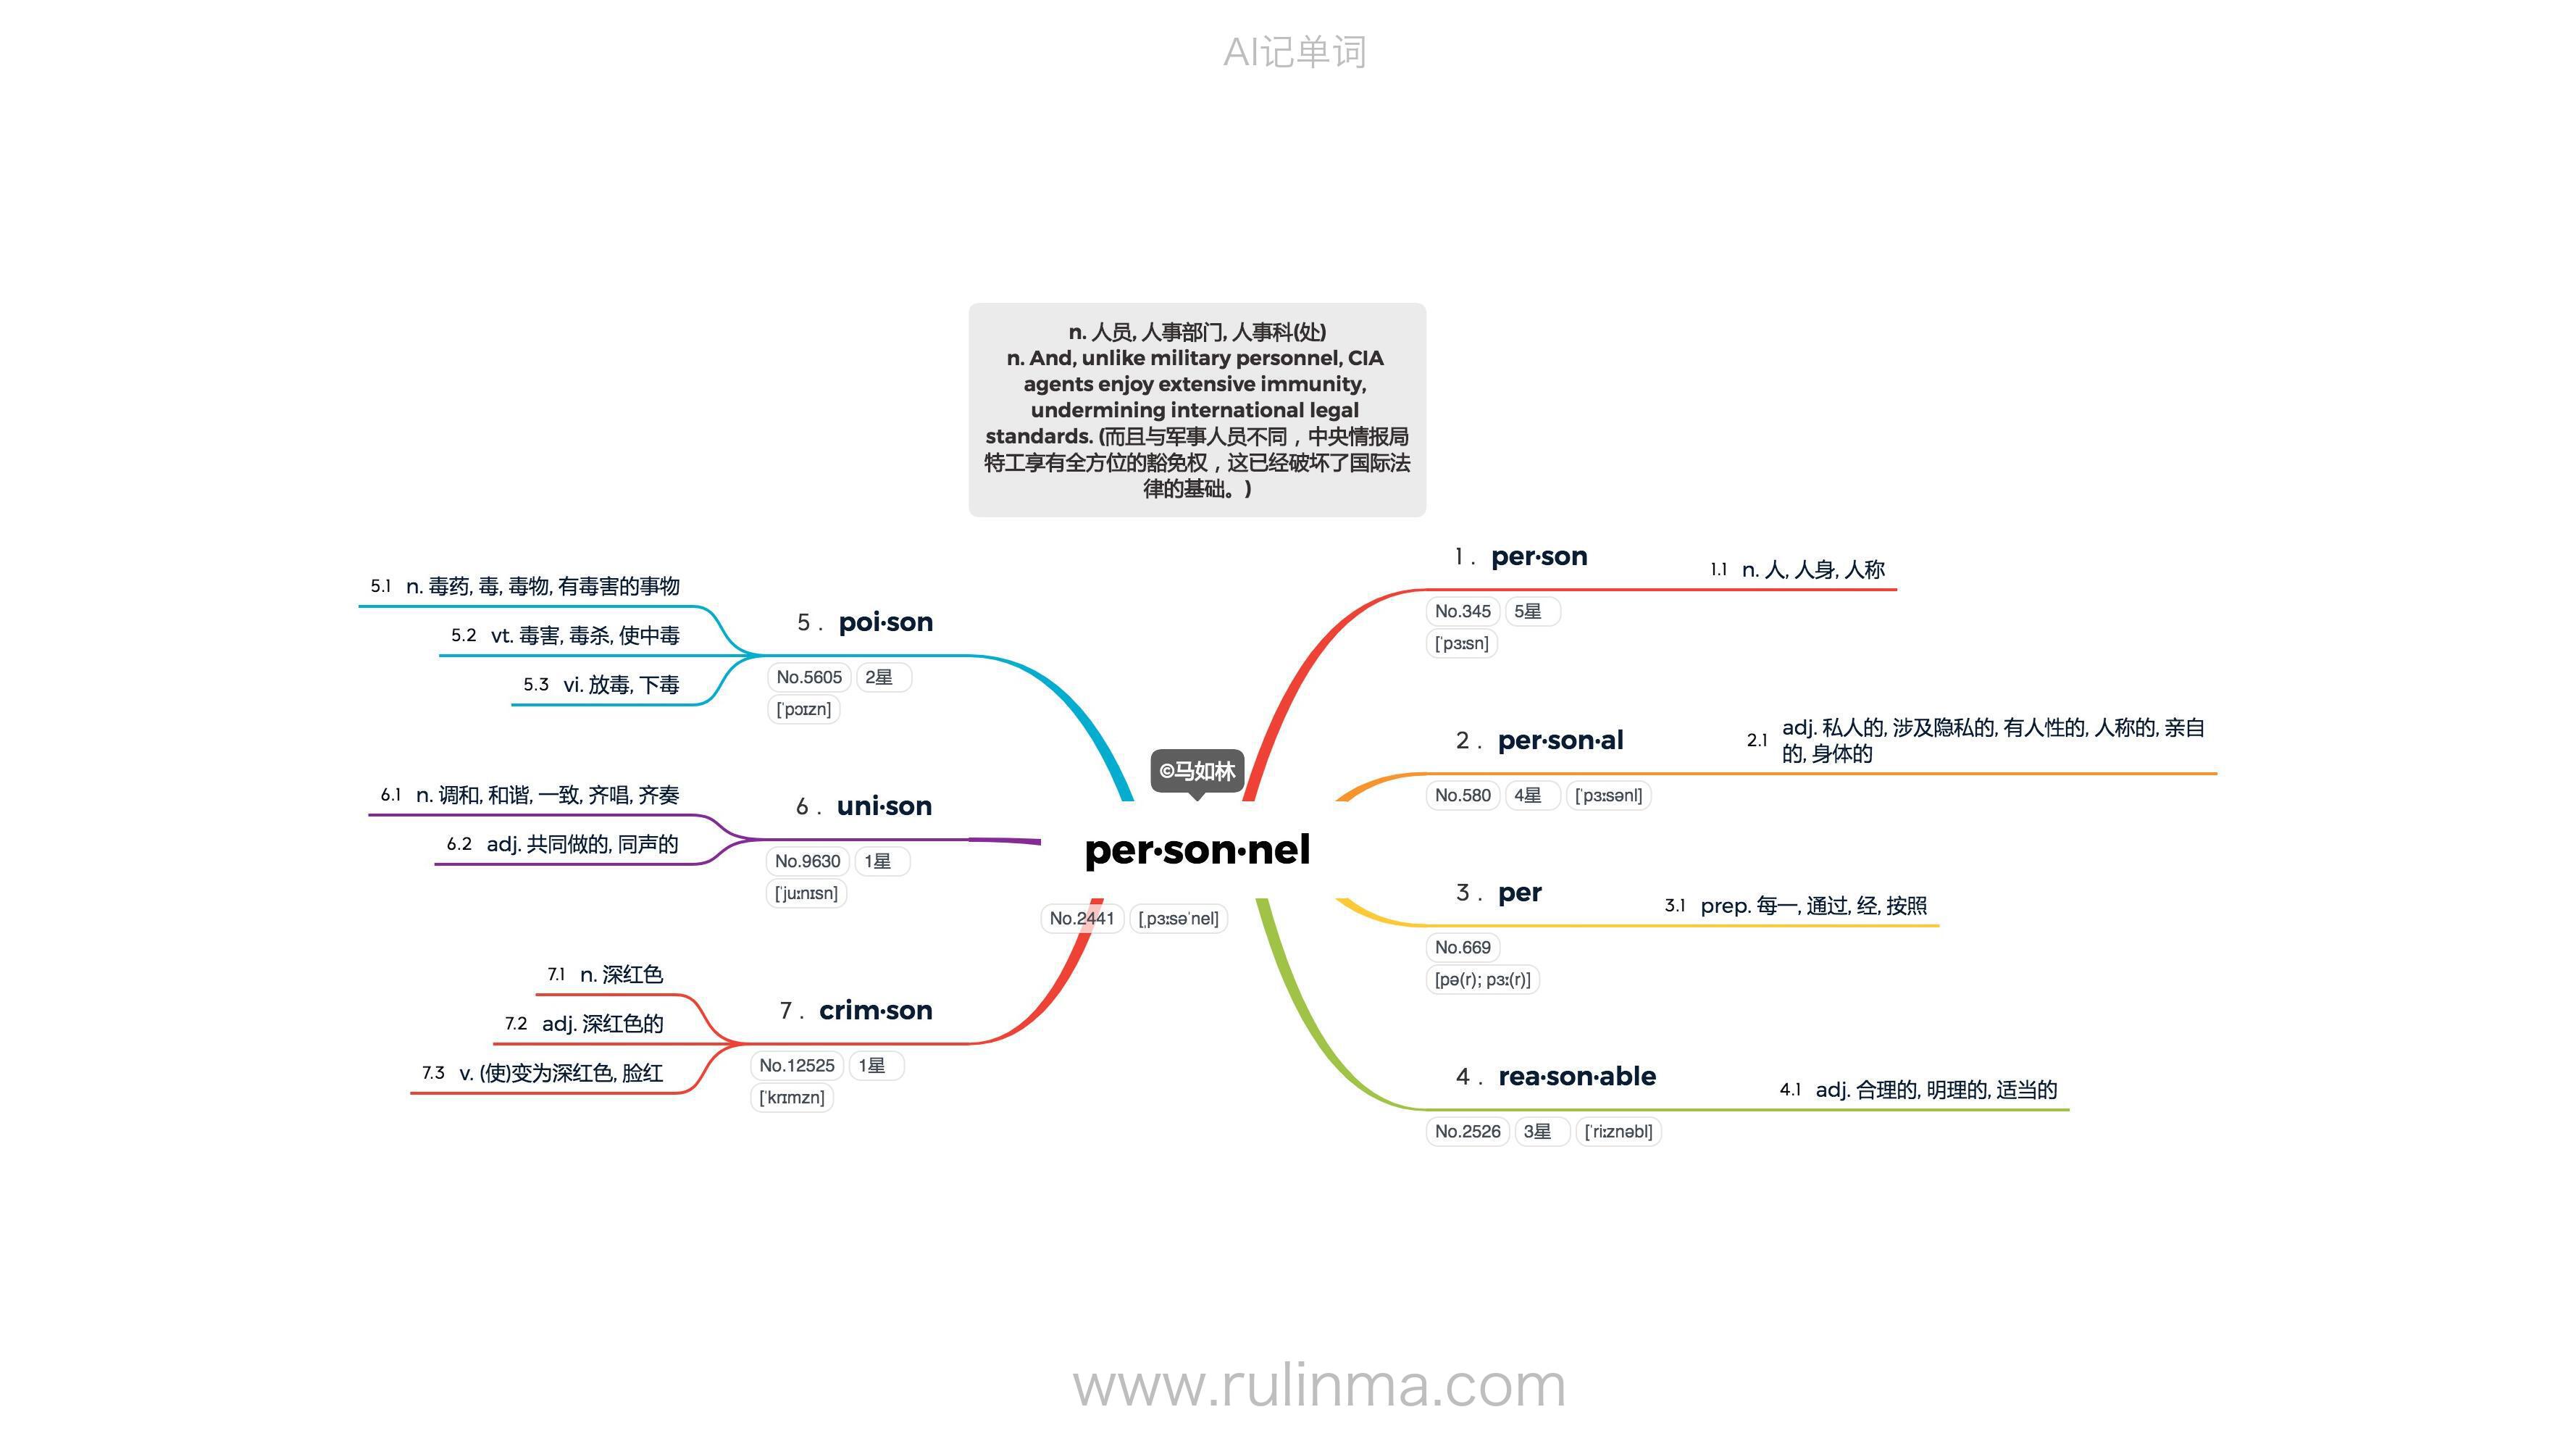 AI记单词
n. 人员, 人事部门, 人事科(处)
n. And, unlike military personnel, CIA
agents enjoy extensive immunity,
undermining international legal
standards. (而且与军事人员不同，中央情报局
特工享有全方位的豁免权，这已经破坏了国际法
律的基础。)
©马如林
per·son·nel
No.2441 [ˌpɜːsəˈnel]
1. per·son
No.345 5星
[ˈpɜːsn]
1.1 n. 人, 人身, 人称
2. per·son·al
No.580 4星 [ˈpɜːsənl]
2.1 adj. 私人的, 涉及隐私的, 有人性的, 人称的, 亲自
的, 身体的
3. per
No.669
[pə(r); pɜː(r)]
3.1 prep. 每一, 通过, 经, 按照
4. rea·son·able
No.2526 3星 [ˈriːznəbl]
4.1 adj. 合理的, 明理的, 适当的
5. poi·son
No.5605 2星
[ˈpɔɪzn]
5.1 n. 毒药, 毒, 毒物, 有毒害的事物
5.2 vt. 毒害, 毒杀, 使中毒
5.3 vi. 放毒, 下毒
6. uni·son
No.9630 1星
[ˈjuːnɪsn]
6.1 n. 调和, 和谐, 一致, 齐唱, 齐奏
6.2 adj. 共同做的, 同声的
7. crim·son
No.12525 1星
[ˈkrɪmzn]
7.1 n. 深红色
7.2 adj. 深红色的
7.3 v. (使)变为深红色, 脸红
www.rulinma.com